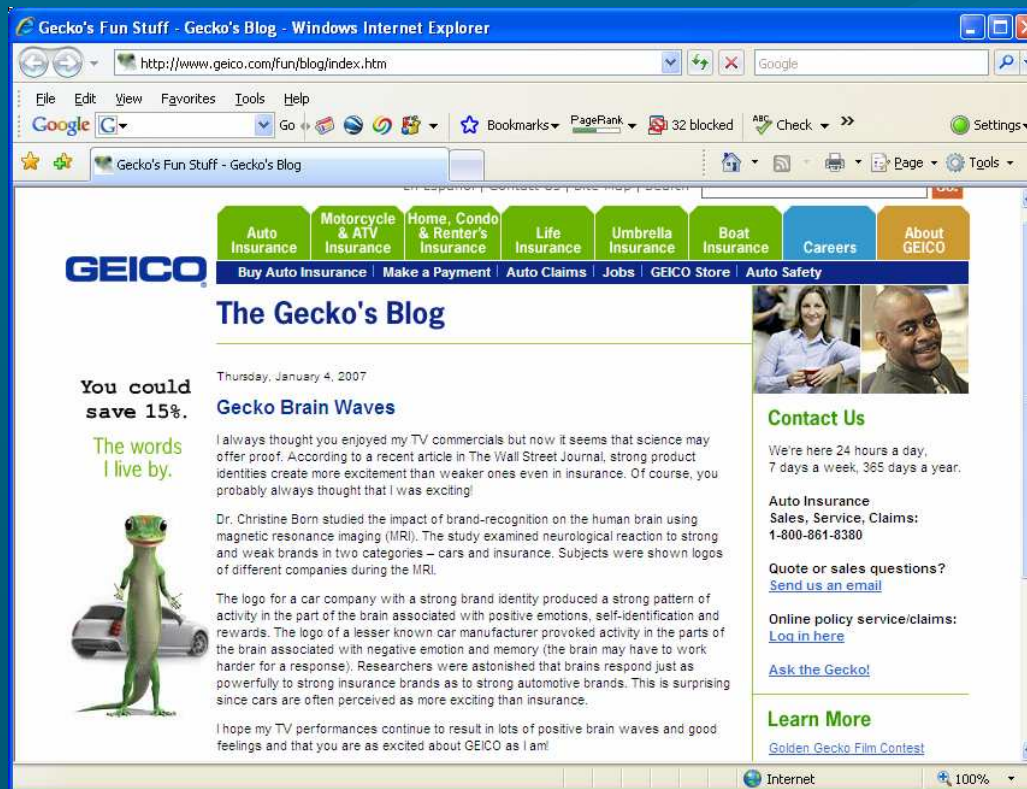 Gecko's Fun Stuff - Gecko's Blog - Windows Internet Explorer
http://www.geico.com/fun/blog/index.htm
Google
File Edit View Favorites Tools Help
Google G Go Bookmarks PageRank 32 blocked ABC Check » Settings
Gecko's Fun Stuff - Gecko's Blog
Page Tools
En Español | Contact Us | Site Map | Search
GO!
Auto Insurance
Motorcycle & ATV Insurance
Home, Condo & Renter's Insurance
Life Insurance
Umbrella Insurance
Boat Insurance
Careers
About GEICO
GEICO
Buy Auto Insurance | Make a Payment | Auto Claims | Jobs | GEICO Store | Auto Safety
The Gecko's Blog
You could
save 15%.
The words
I live by.
Thursday, January 4, 2007
Gecko Brain Waves
I always thought you enjoyed my TV commercials but now it seems that science may
offer proof. According to a recent article in The Wall Street Journal, strong product
identities create more excitement than weaker ones even in insurance. Of course, you
probably always thought that I was exciting!
Dr. Christine Born studied the impact of brand-recognition on the human brain using
magnetic resonance imaging (MRI). The study examined neurological reaction to strong
and weak brands in two categories – cars and insurance. Subjects were shown logos
of different companies during the MRI.
The logo for a car company with a strong brand identity produced a strong pattern of
activity in the part of the brain associated with positive emotions, self-identification and
rewards. The logo of a lesser known car manufacturer provoked activity in the parts of
the brain associated with negative emotion and memory (the brain may have to work
harder for a response). Researchers were astonished that brains respond just as
powerfully to strong insurance brands as to strong automotive brands. This is surprising
since cars are often perceived as more exciting than insurance.
I hope my TV performances continue to result in lots of positive brain waves and good
feelings and that you are as excited about GEICO as I am!
Contact Us
We're here 24 hours a day,
7 days a week, 365 days a year.
Auto Insurance
Sales, Service, Claims:
1-800-861-8380
Quote or sales questions?
Send us an email
Online policy service/claims:
Log in here
Ask the Gecko!
Learn More
Golden Gecko Film Contest
Internet
100%